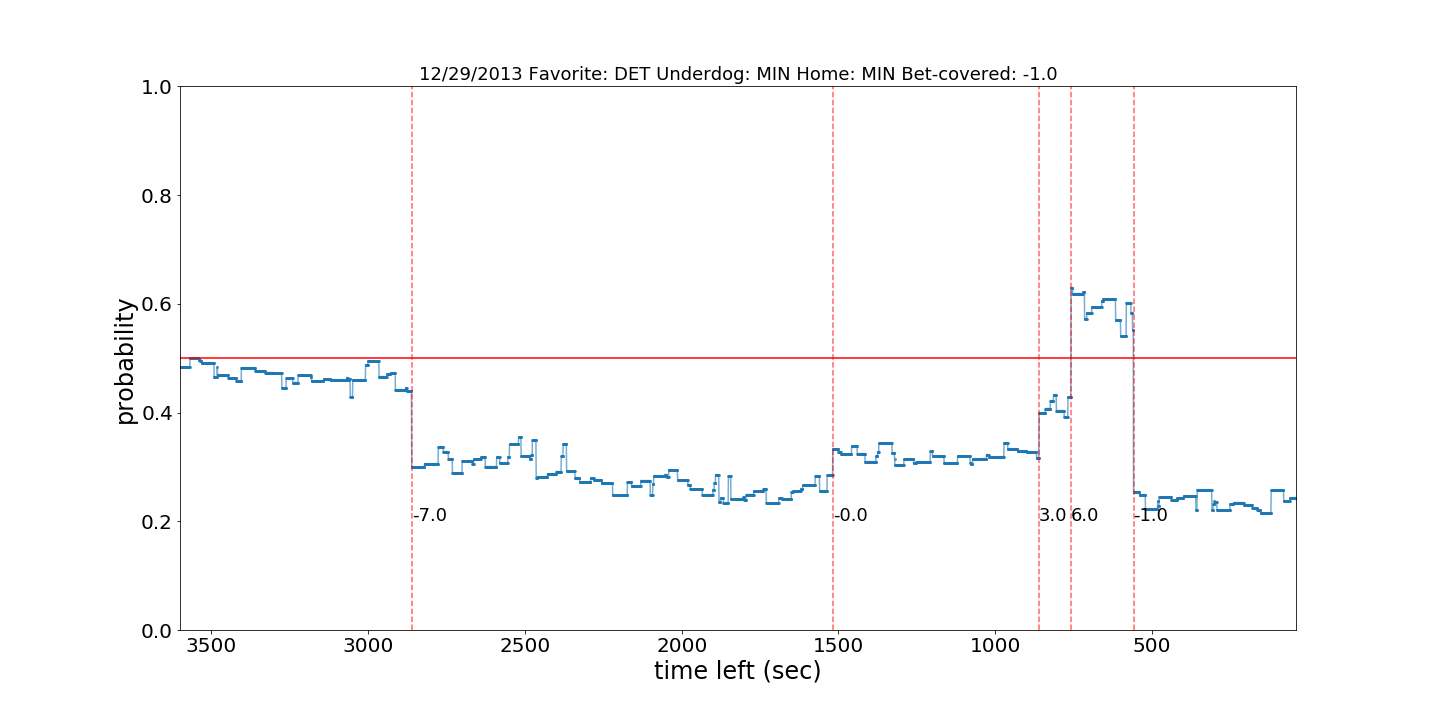 12/29/2013 Favorite: DET Underdog: MIN Home: MIN Bet-covered: -1.0
1.0
0.8
0.6
0.4
0.2
0.0
probability
-7.0
-0.0
3.0
6.0
-1.0
3500 3000 2500 2000 1500 1000 500
time left (sec)